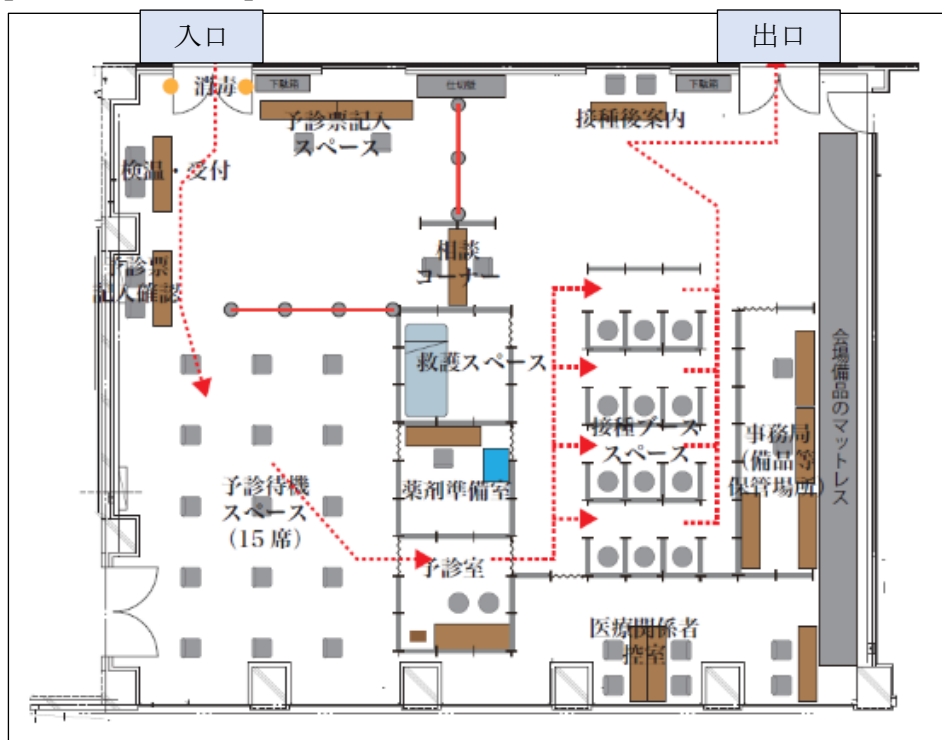 入口
出口
消毒
下駄箱
仕切壁
下駄箱
予診票記入
スペース
接種後案内
検温・受付
相談
コーナー
予診票
記入確認
救護スペース
接種ブース
スペース
事務局
(備品等
保管場所)
会場備品のマットレス
薬剤準備室
予診待機
スペース
(15席)
予診室
医療関係者
控室